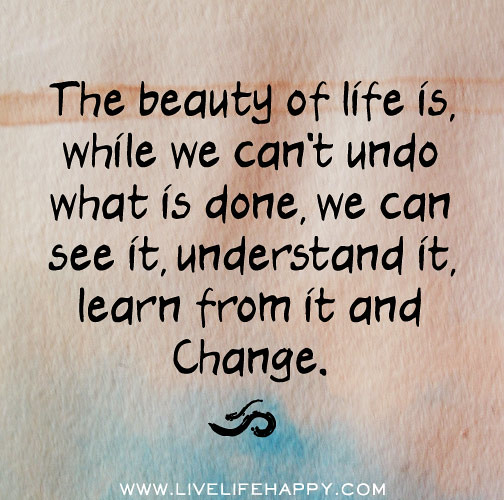 The beauty of life is,
while we can't undo
what is done, we can
see it, understand it,
learn from it and
Change.
WWW.LIVELIFEHAPPY.COM